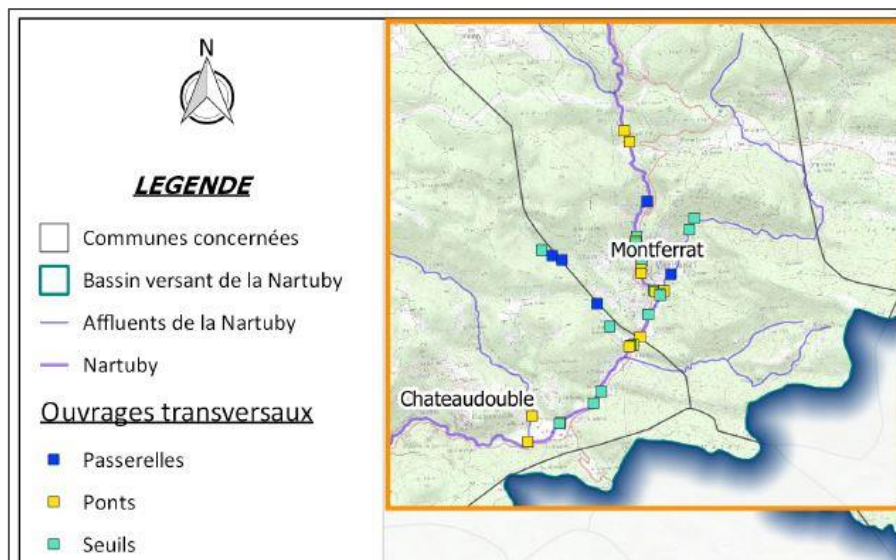 N
LEGENDE
Communes concernées
Bassin versant de la Nartuby
Affluents de la Nartuby
Nartuby
Ouvrages transversaux
Passerelles
Ponts
Seuils
Montferrat
Chateaudouble